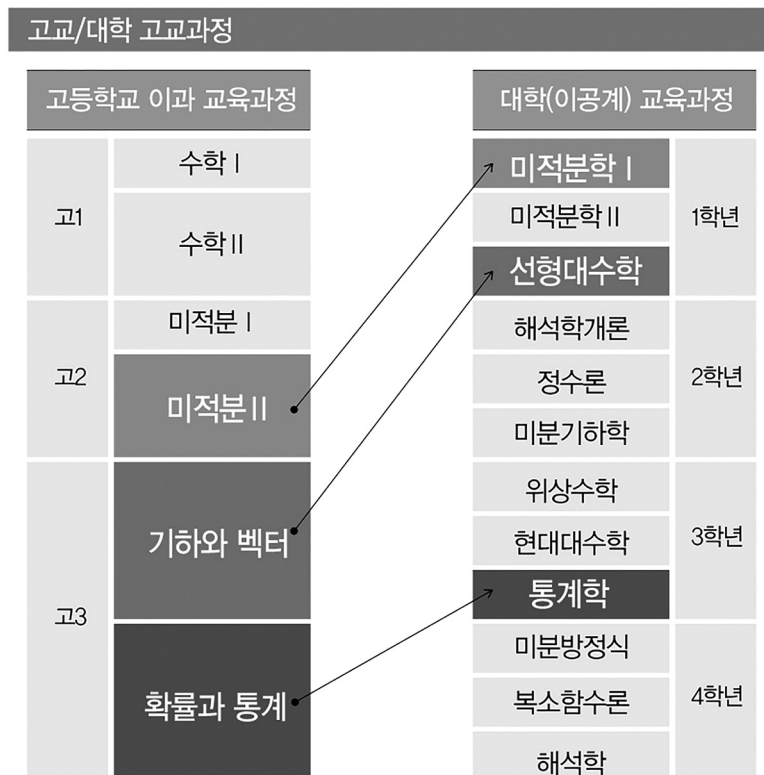 고교/대학 고교과정
고등학교 이과 교육과정
고1
수학 I
수학 II
고2
미적분 I
미적분 II
고3
기하와 벡터
확률과 통계
대학(이공계) 교육과정
미적분학 I
미적분학 II
선형대수학
1학년
해석학개론
정수론
미분기하학
2학년
위상수학
현대대수학
통계학
3학년
미분방정식
복소함수론
해석학
4학년